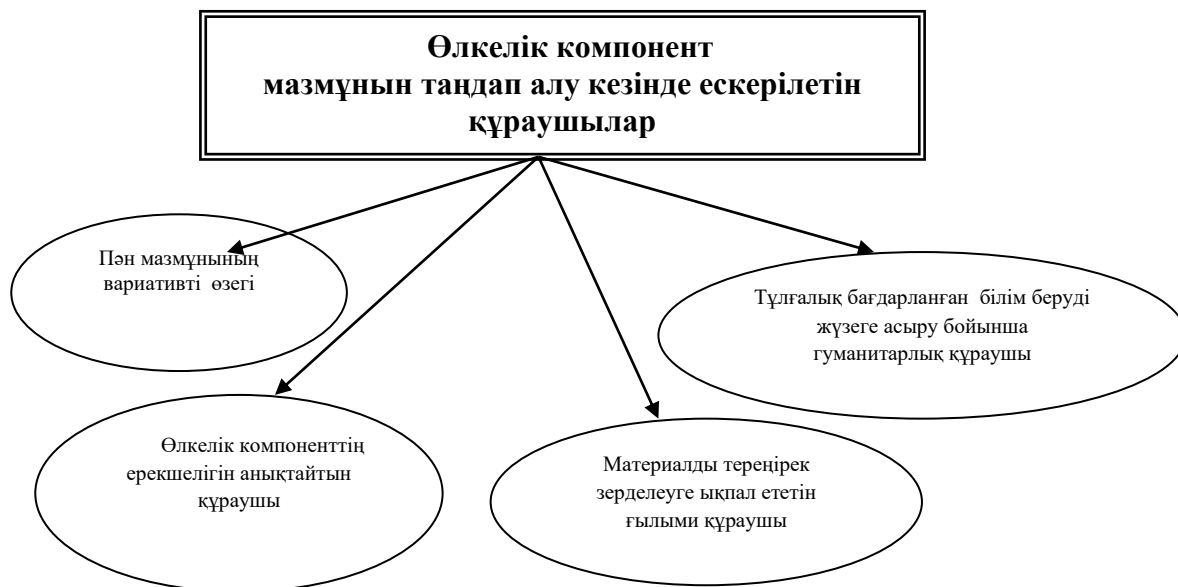 Өлкелік компонент
мазмұнын таңдап алу кезінде ескерілетін
құраушылар
Пән мазмұнының
вариативті өзегі
Тұлғалық бағдарланған білім беруді
жүзеге асыру бойынша
гуманитарлық құраушы
Өлкелік компоненттің
ерекшелігін анықтайтын
құраушы
Материалды тереңірек
зерделеуге ықпал ететін
ғылыми құраушы